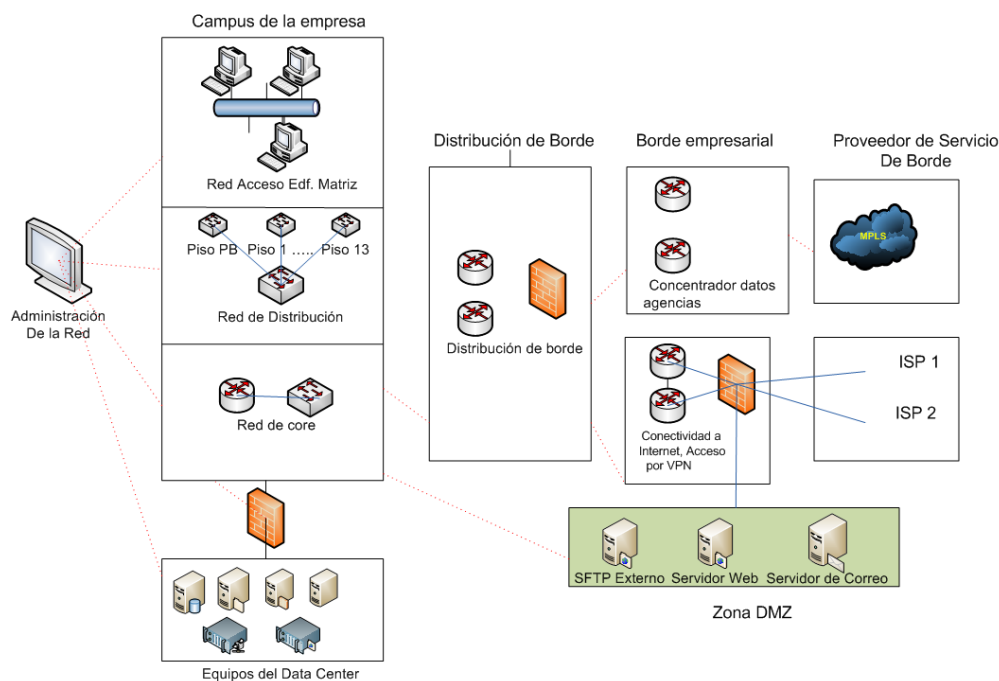 Campus de la empresa
Red Acceso Edf. Matriz
Piso PB
Piso 1
.....
Piso 13
Red de Distribución
Red de core
Administración
De la Red
Equipos del Data Center
Distribución de Borde
Distribución de borde
Borde empresarial
Concentrador datos
agencias
Conectividad a
Internet, Acceso
por VPN
Proveedor de Servicio
De Borde
MPLS
ISP 1
ISP 2
SFTP Externo
Servidor Web
Servidor de Correo
Zona DMZ